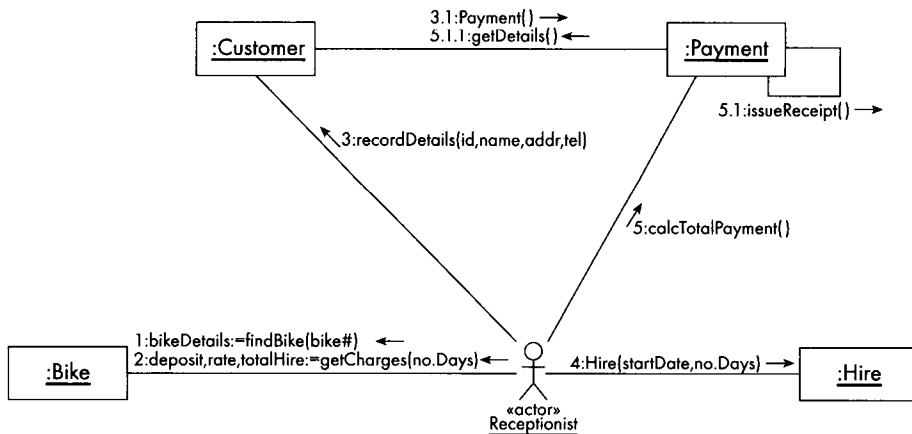 3.1:Payment()
5.1.1:getDetails()
:Customer
:Payment
5.1:issueReceipt()
3:recordDetails(id,name,addr,tel)
5:calcTotalPayment()
1:bikeDetails:=findBike(bike#)
2:deposit,rate,totalHire:=getCharges(no.Days)
4:Hire(startDate,no.Days)
:Bike
:Hire
«actor»
Receptionist